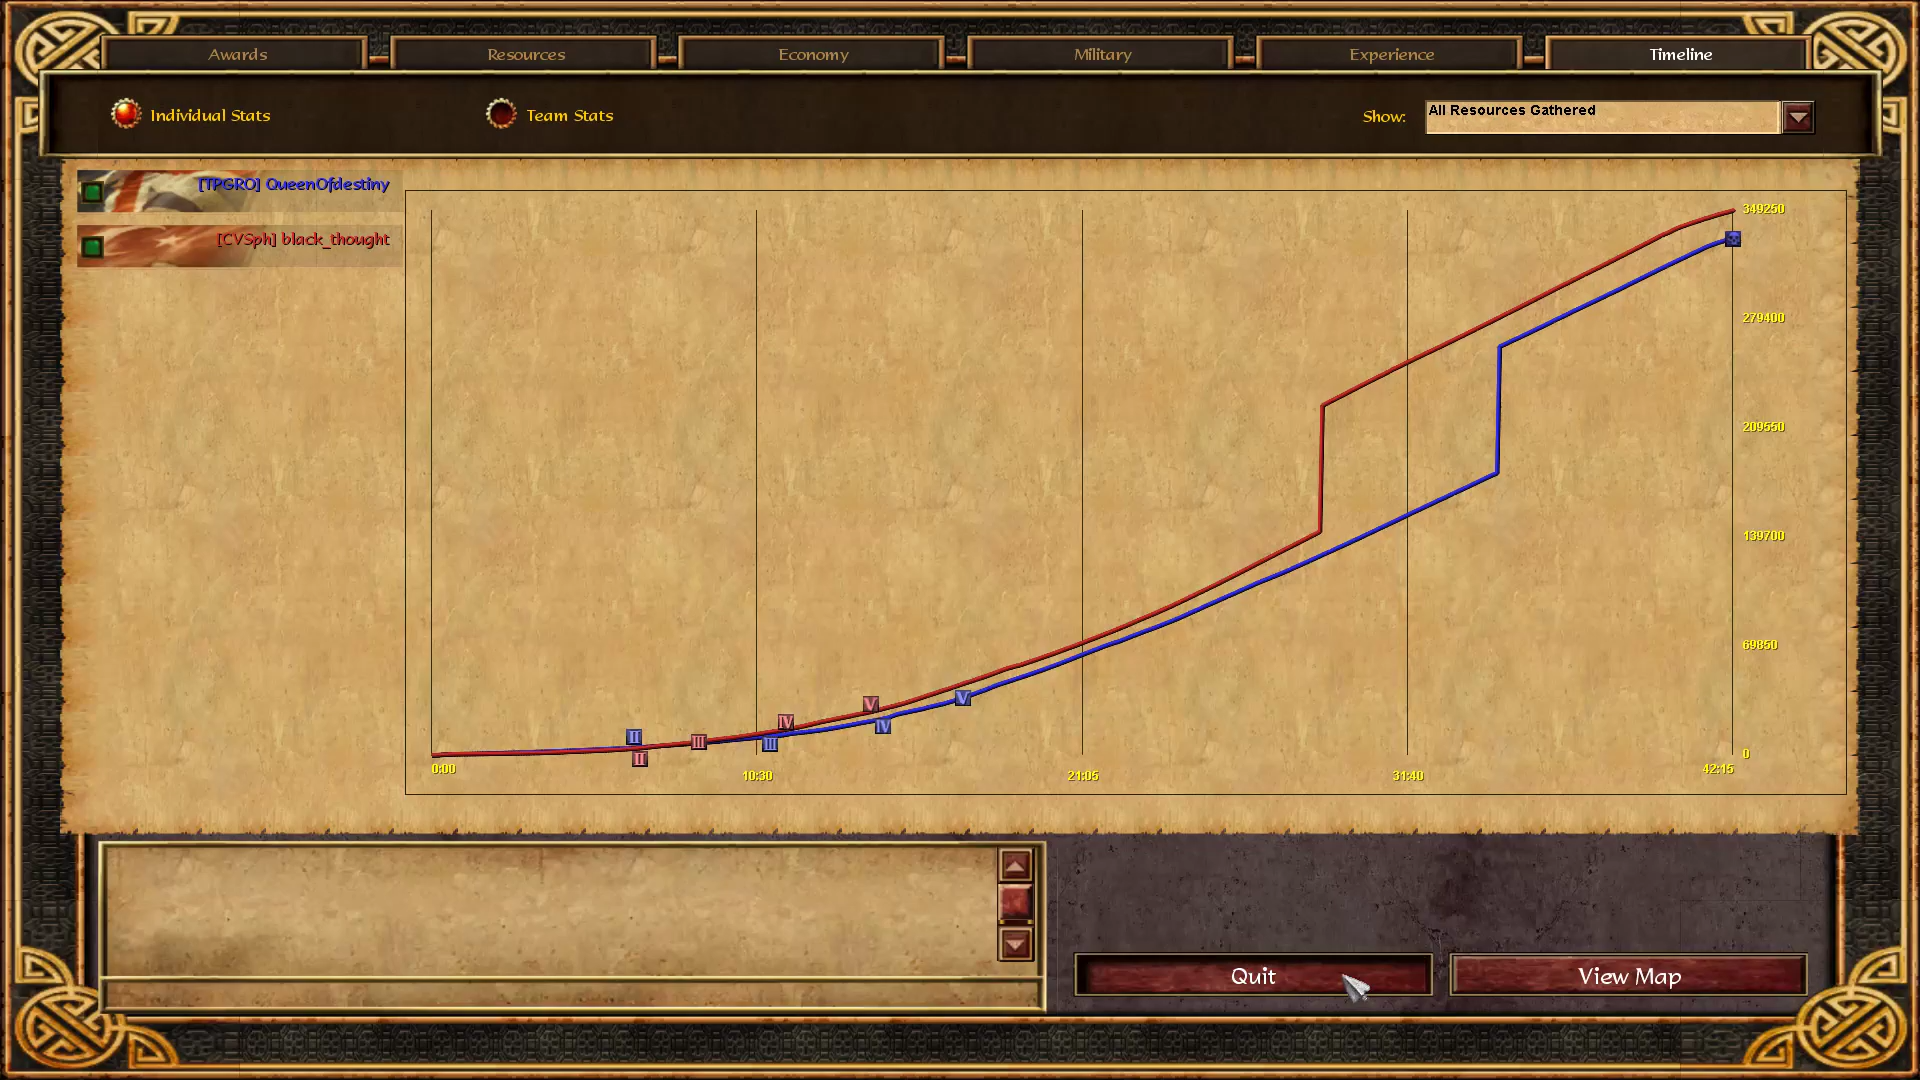 Awards
Resources
Economy
Military
Experience
Timeline
Individual Stats
Team Stats
Show:
All Resources Gathered
[TPGRO] QueenOfdestiny
[CVSph] black_thought
349250
279400
209550
139700
69850
0
II
II
III
III
IV
IV
V
V
0:00
10:30
21:05
31:40
42:15
Quit
View Map